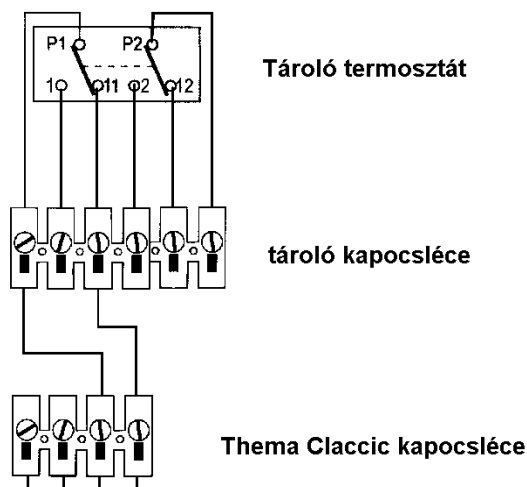 P1 P2
1 11 2 12
Tároló termosztát
tároló kapocsléce
Thema Claccic kapocsléce